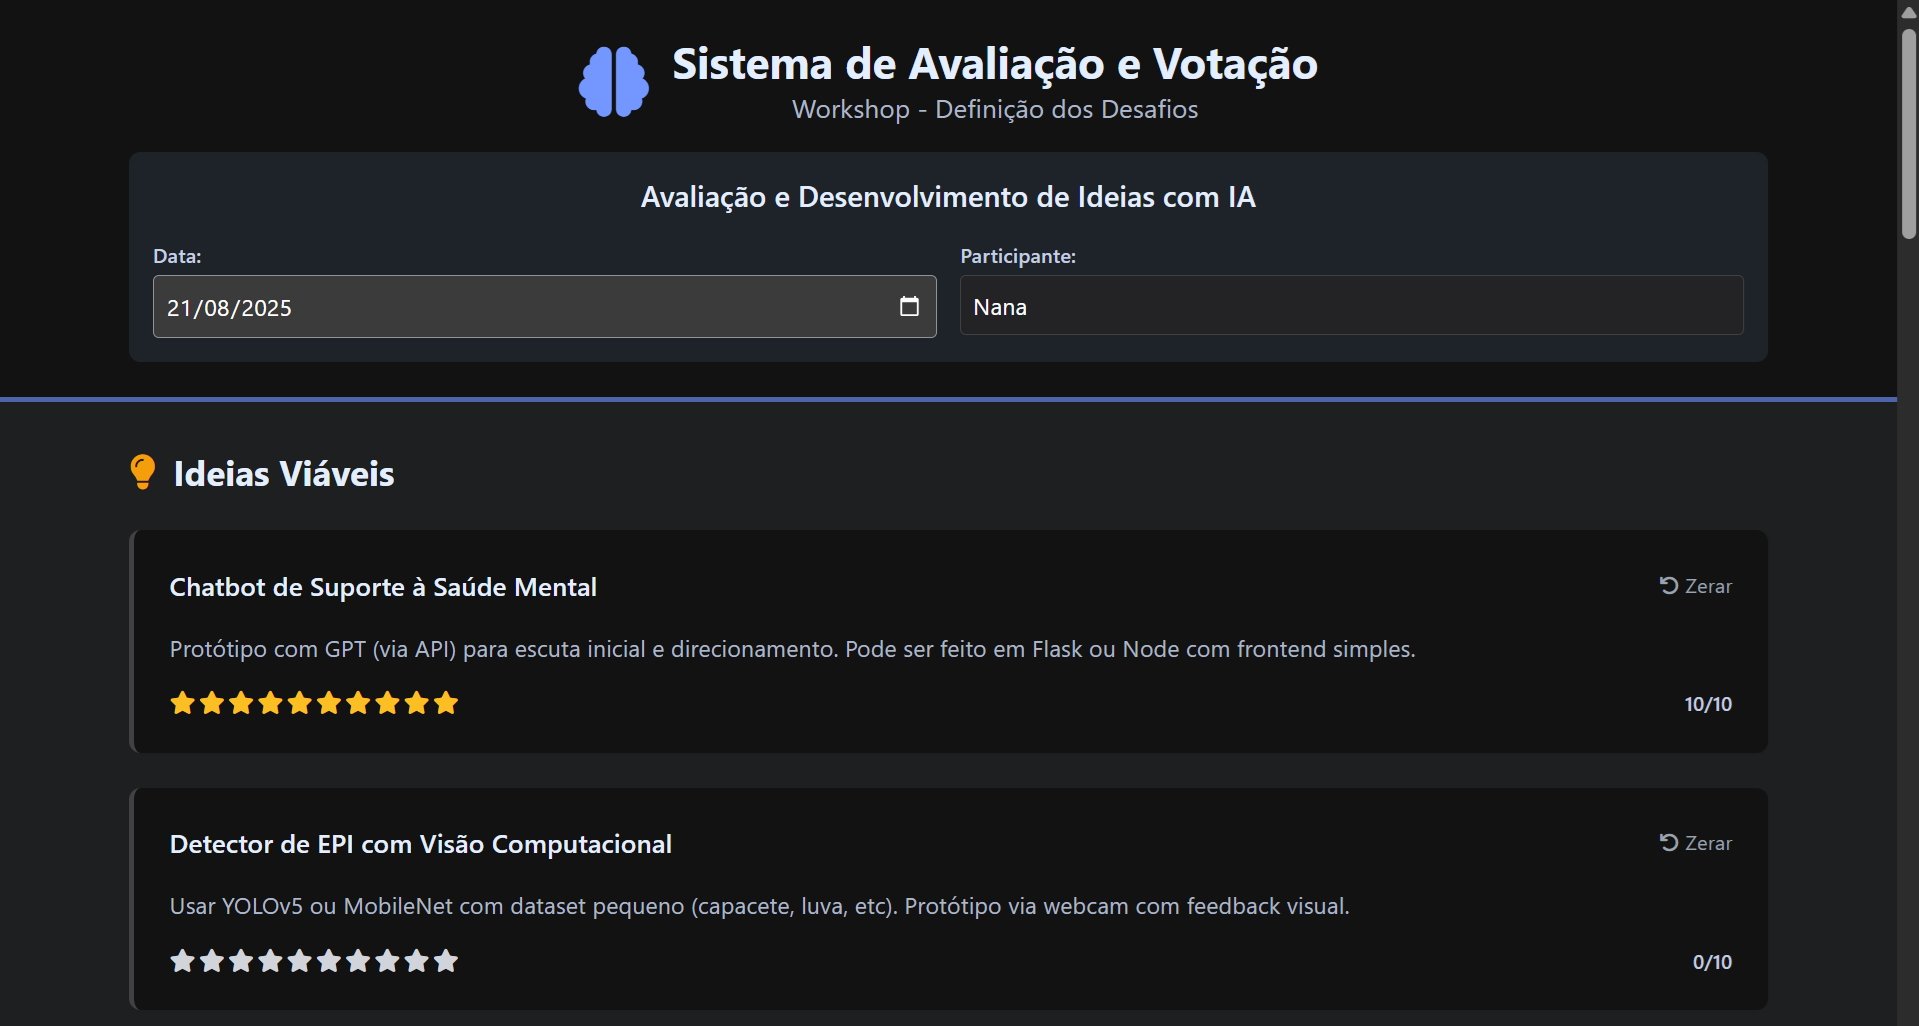 Sistema de Avaliação e Votação
Workshop - Definição dos Desafios
Avaliação e Desenvolvimento de Ideias com IA
Data:
21/08/2025
Participante:
Nana
Ideias Viáveis
Chatbot de Suporte à Saúde Mental
Zerar
Protótipo com GPT (via API) para escuta inicial e direcionamento. Pode ser feito em Flask ou Node com frontend simples.
10/10
Detector de EPI com Visão Computacional
Zerar
Usar YOLOv5 ou MobileNet com dataset pequeno (capacete, luva, etc). Protótipo via webcam com feedback visual.
0/10